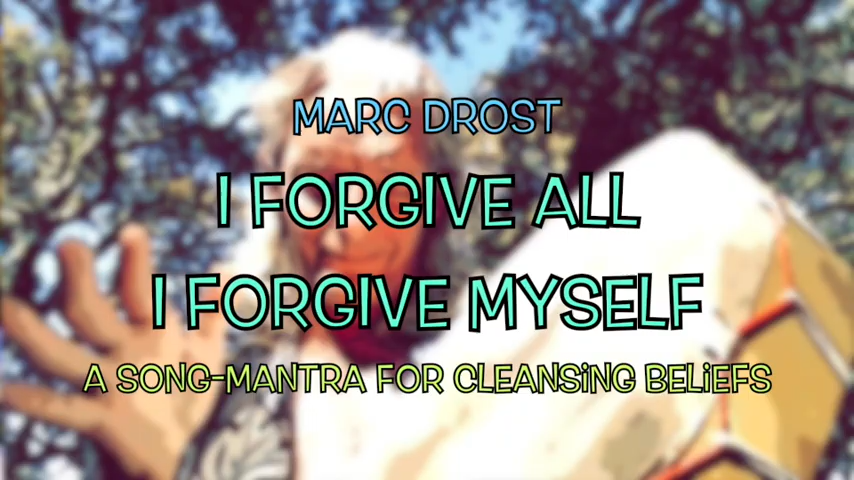 MARC DROST
I FORGIVE ALL
I FORGIVE MYSELF
A SONG-MANTRA FOR CLEANSiNG BELiEFS